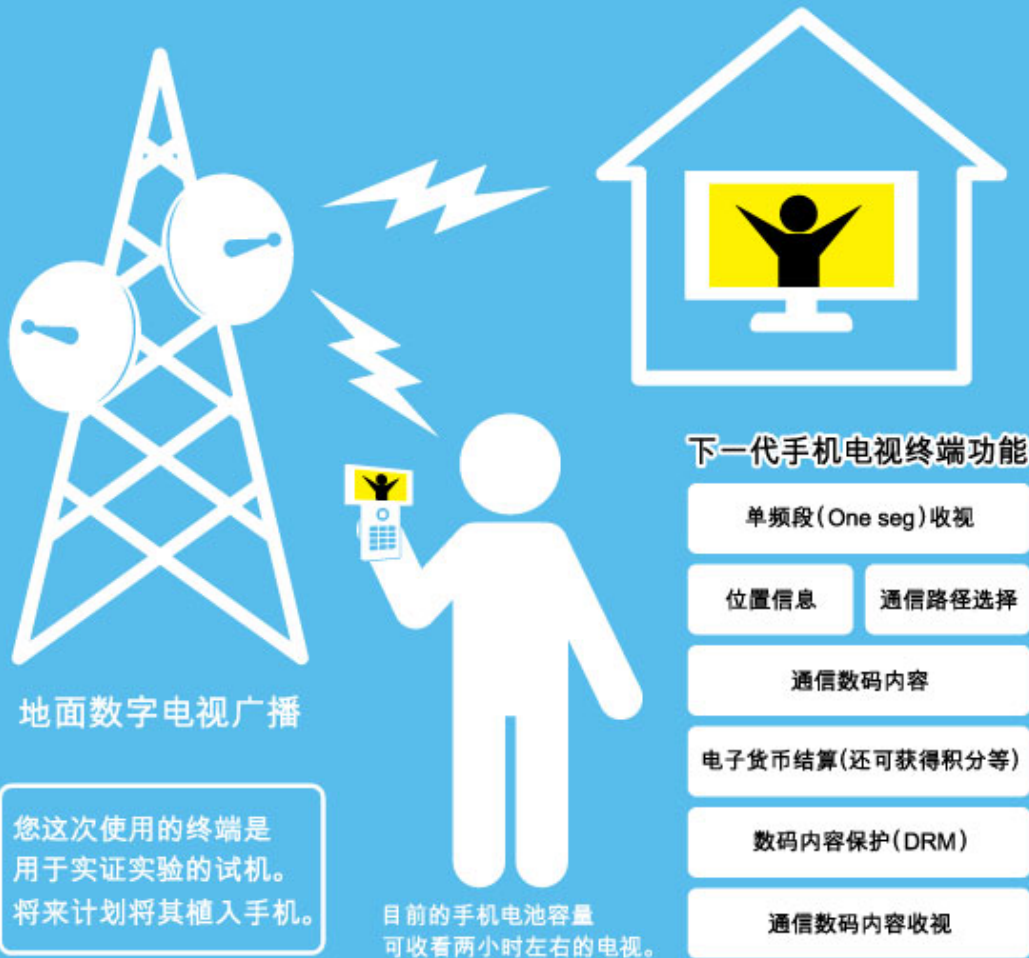 地面数字电视广播
您这次使用的终端是
用于实证实验的试机。
将来计划将其植入手机。
目前的手机电池容量
可收看两小时左右的电视。
下一代手机电视终端功能
单频段(One seg)收视
位置信息
通信路径选择
通信数码内容
电子货币结算(还可获得积分等)
数码内容保护(DRM)
通信数码内容收视